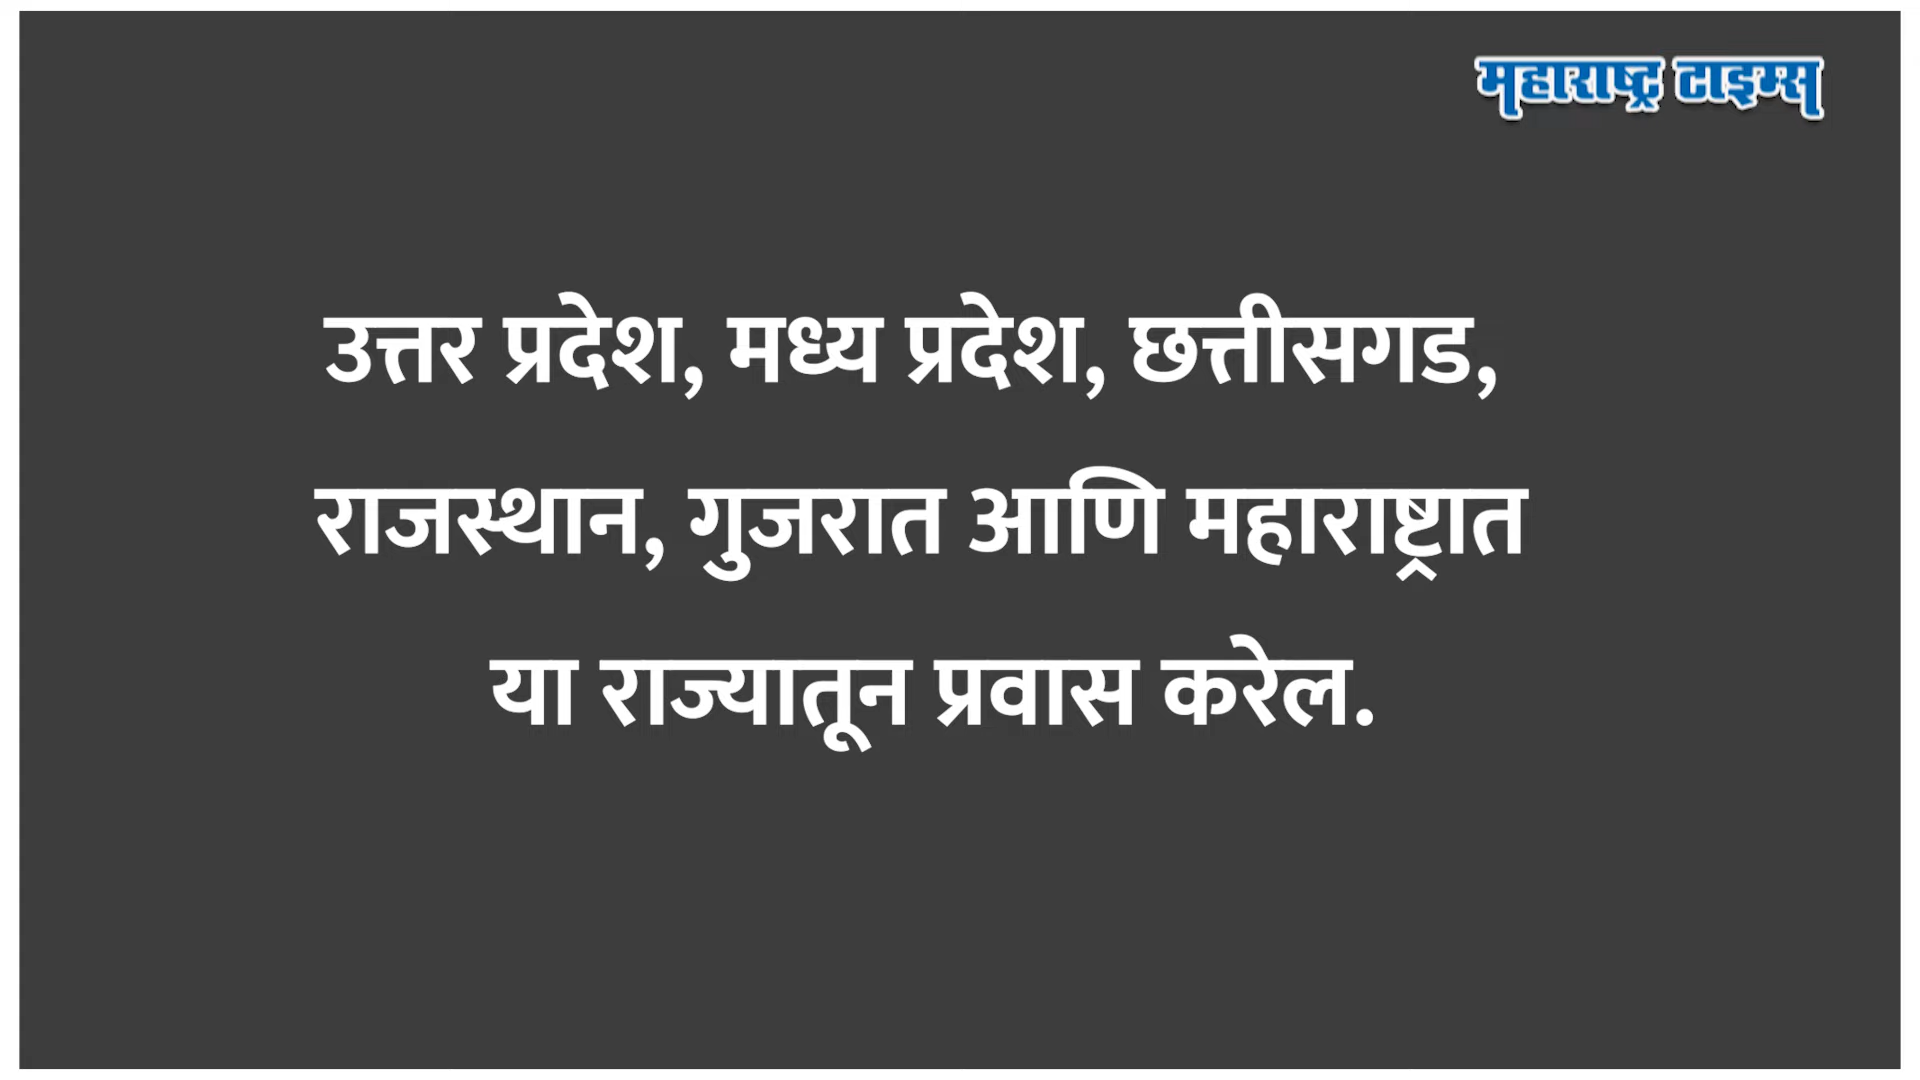 महाराष्ट्र टाइम्स्
उत्तर प्रदेश, मध्य प्रदेश, छत्तीसगड,
राजस्थान, गुजरात आणि महाराष्ट्रात
या राज्यातून प्रवास करेल.